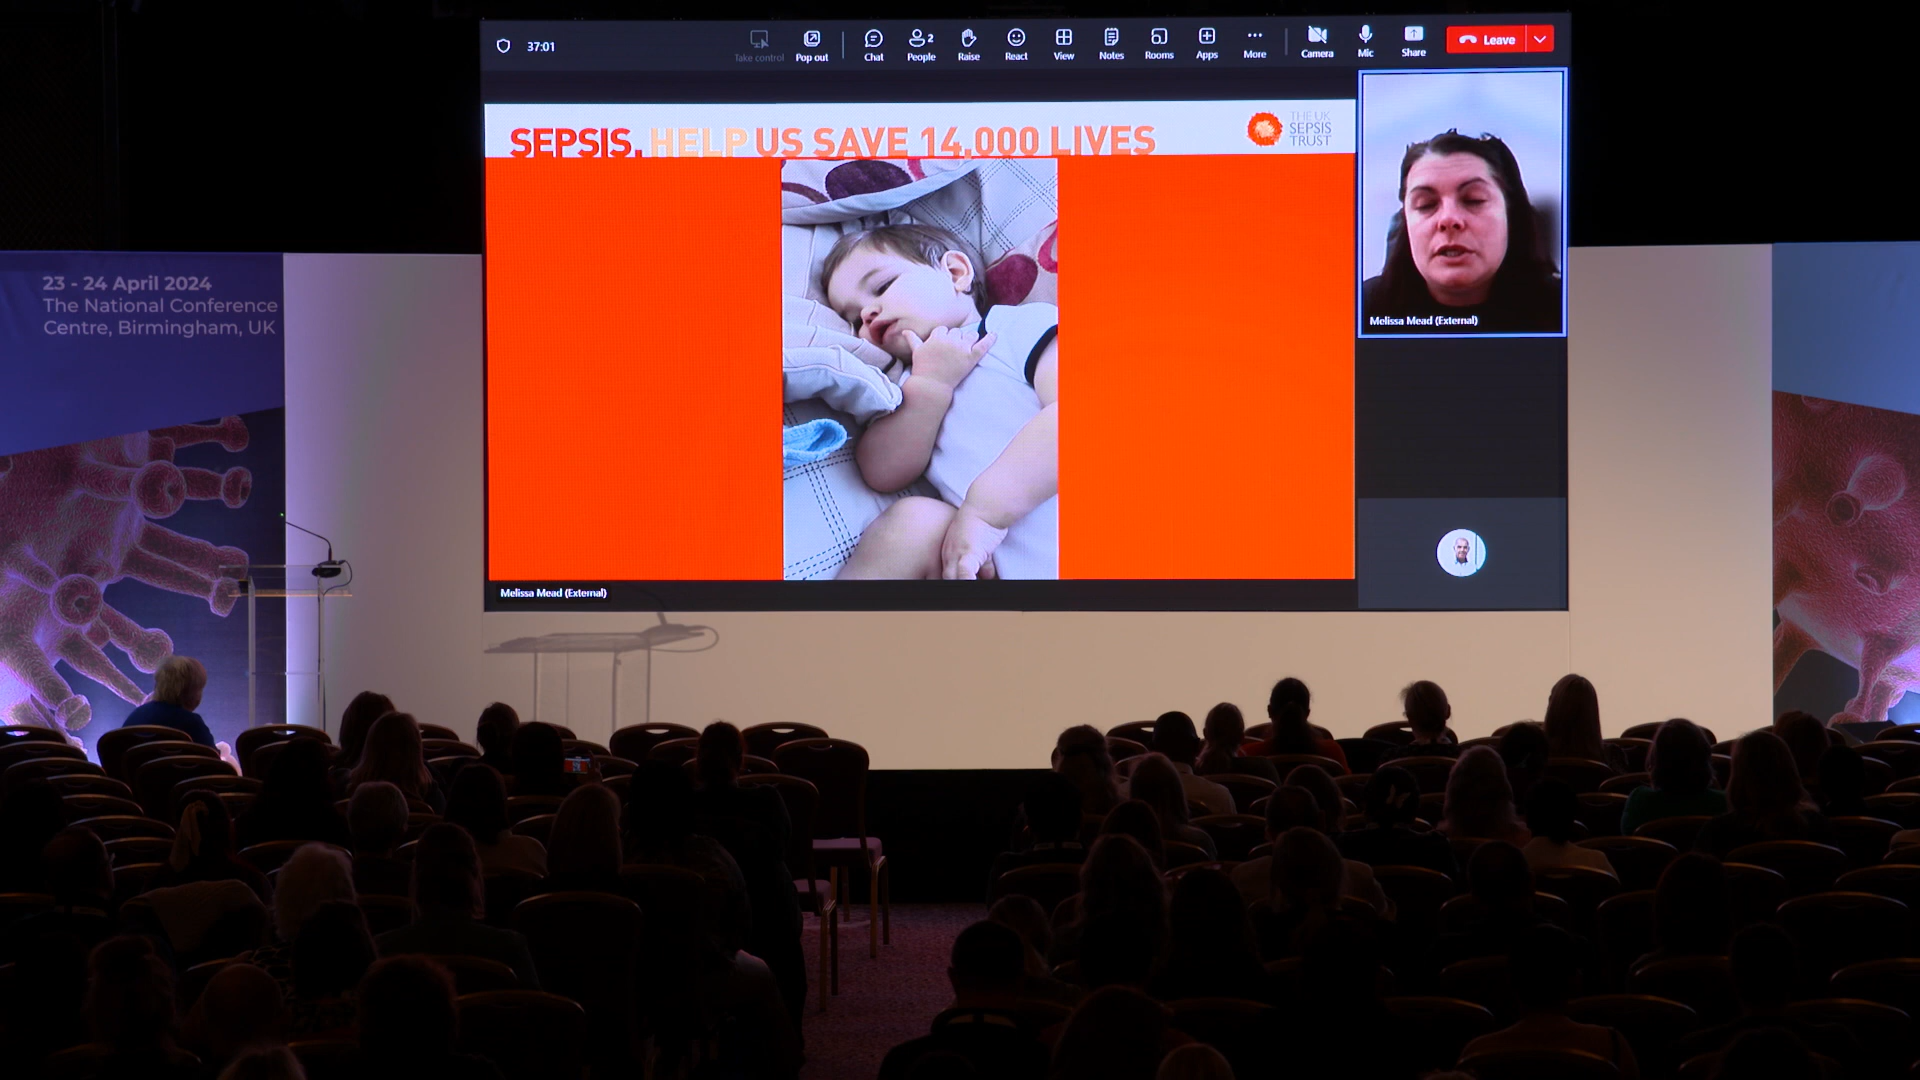 37:01
Take control
Pop out
Chat
People
2
Raise
React
View
Notes
Rooms
Apps
More
Camera
Mic
Share
Leave
SEPSIS. HELP US SAVE 14,000 LIVES
THE UK
SEPSIS
TRUST
Melissa Mead (External)
Melissa Mead (External)
23 - 24 April 2024
The National Conference
Centre, Birmingham, UK